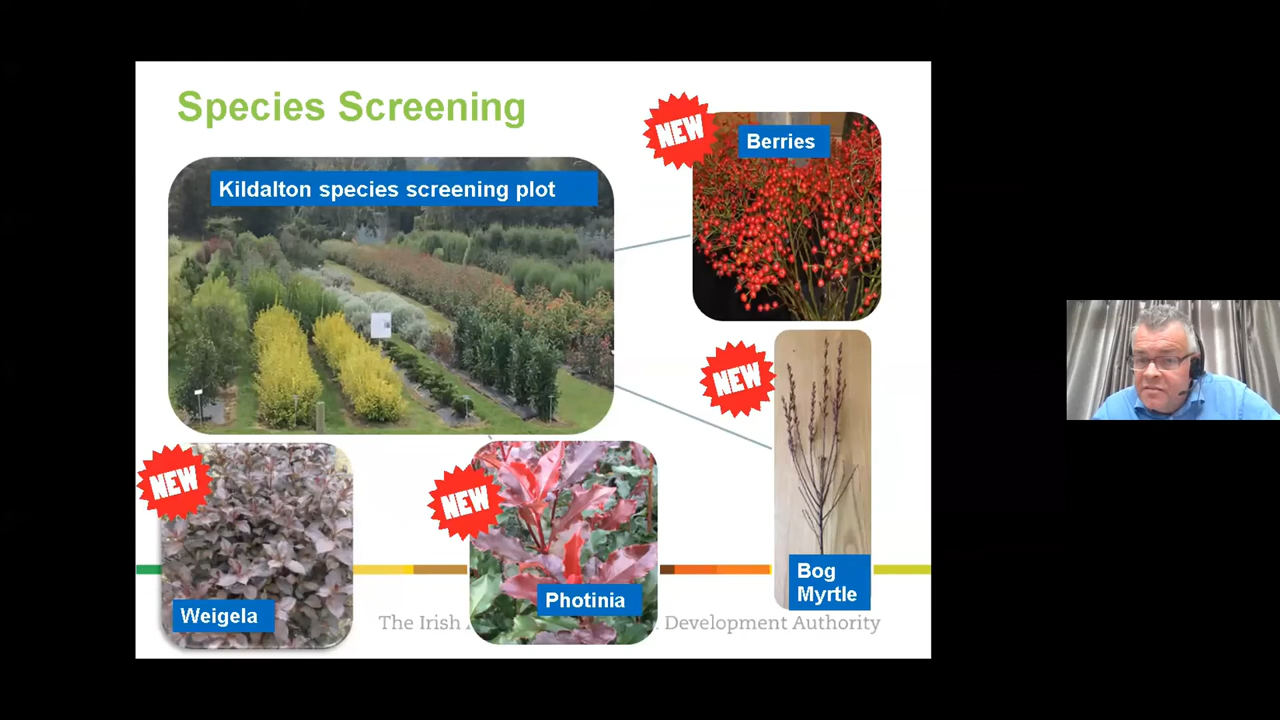 Species Screening
NEW
Berries
Kildalton species screening plot
NEW
NEW
NEW
Bog
Myrtle
Photinia
Weigela
The Irish Development Authority